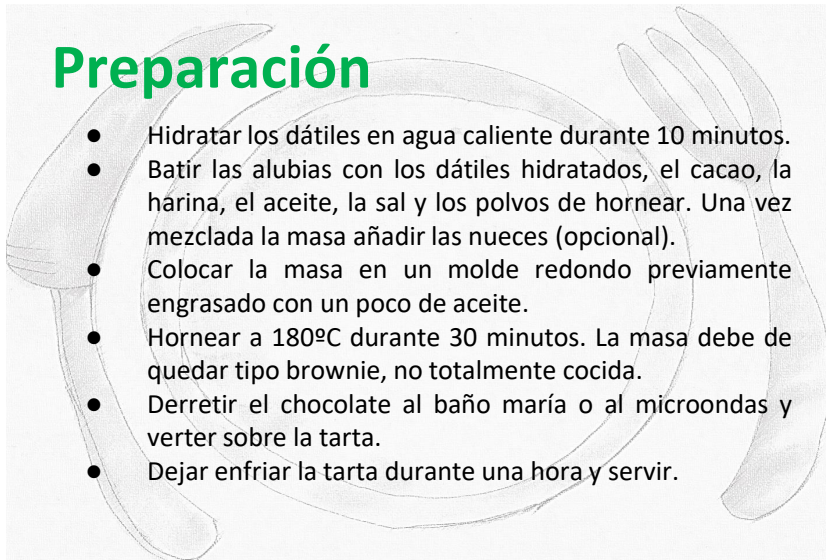 Preparación
● Hidratar los dátiles en agua caliente durante 10 minutos.
● Batir las alubias con los dátiles hidratados, el cacao, la
harina, el aceite, la sal y los polvos de hornear. Una vez
mezclada la masa añadir las nueces (opcional).
● Colocar la masa en un molde redondo previamente
engrasado con un poco de aceite.
● Hornear a 180ºC durante 30 minutos. La masa debe de
quedar tipo brownie, no totalmente cocida.
● Derretir el chocolate al baño maría o al microondas y
verter sobre la tarta.
● Dejar enfriar la tarta durante una hora y servir.